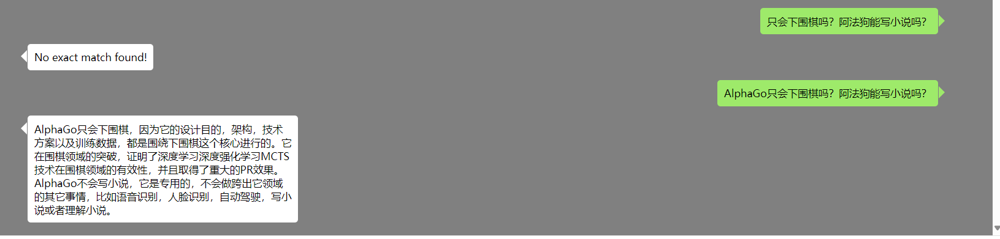 只会下围棋吗？阿法狗能写小说吗？
No exact match found!
AlphaGo只会下围棋吗？阿法狗能写小说吗？
AlphaGo只会下围棋，因为它的设计目的，架构，技术
方案以及训练数据，都是围绕下围棋这个核心进行的。它
在围棋领域的突破，证明了深度学习深度强化学习MCTS
技术在围棋领域的有效性，并且取得了重大的PR效果。
AlphaGo不会写小说，它是专用的，不会做跨出它领域
的其它事情，比如语音识别，人脸识别，自动驾驶，写小
说或者理解小说。